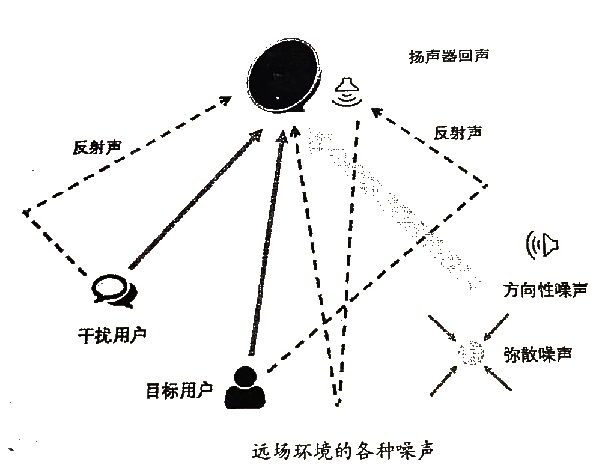 扬声器回声
反射声
反射声
方向性噪声
干扰用户
弥散噪声
目标用户
远场环境的各种噪声